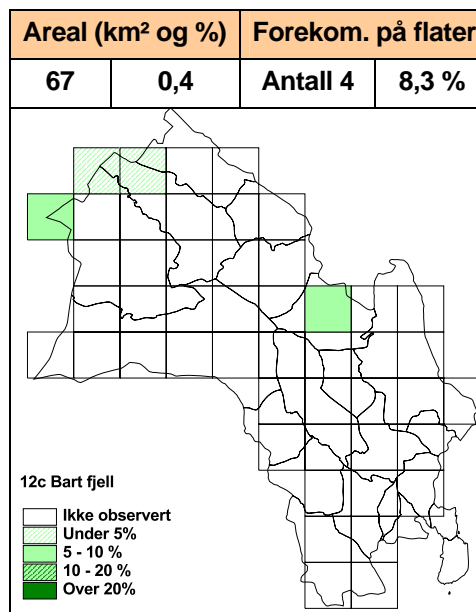 Areal (km² og %) Forekom. på flater
67 0,4 Antall 4 8,3 %
12c Bart fjell
Ikke observert
Under 5%
5 - 10 %
10 - 20 %
Over 20%